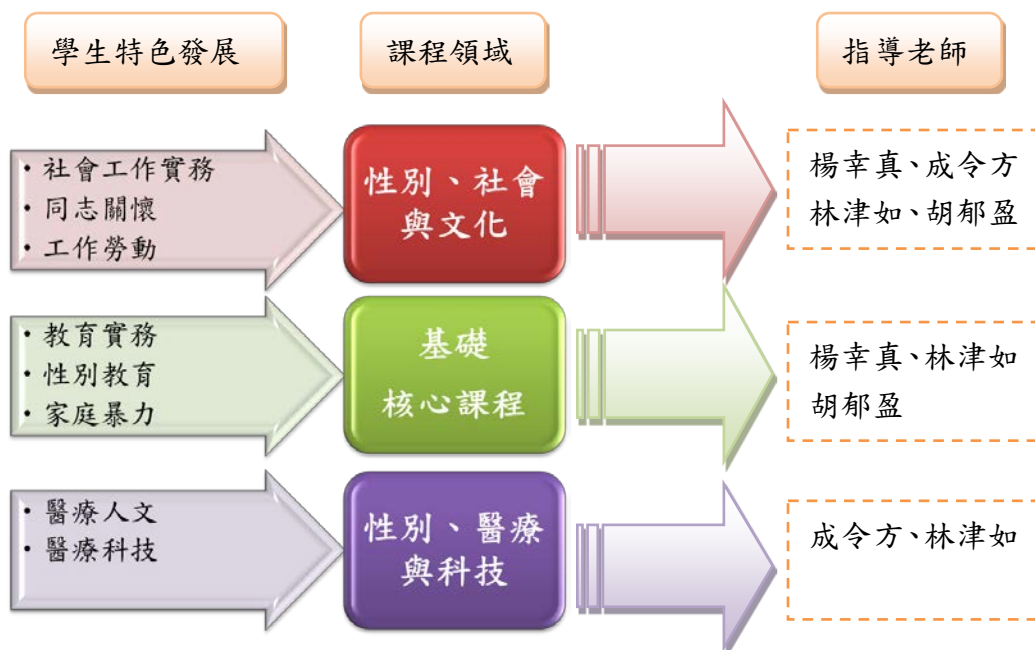 學生特色發展
課程領域
指導老師
・社會工作實務
・同志關懷
・工作勞動
性別、社會
與文化
楊幸真、成令方
林津如、胡郁盈
・教育實務
・性別教育
・家庭暴力
基礎
核心課程
楊幸真、林津如
胡郁盈
・醫療人文
・醫療科技
性別、醫療
與科技
成令方、林津如